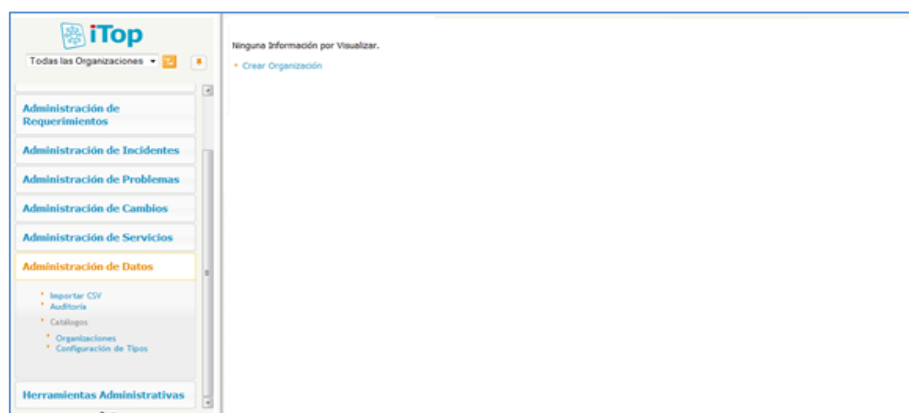 iTop
Todas las Organizaciones
Administración de
Requerimientos
Administración de Incidentes
Administración de Problemas
Administración de Cambios
Administración de Servicios
Administración de Datos
Importar CSV
Auditoría
Catálogos
Organizaciones
Configuración de Tipos
Herramientas Administrativas
Ninguna Información por Visualizar.
Crear Organización